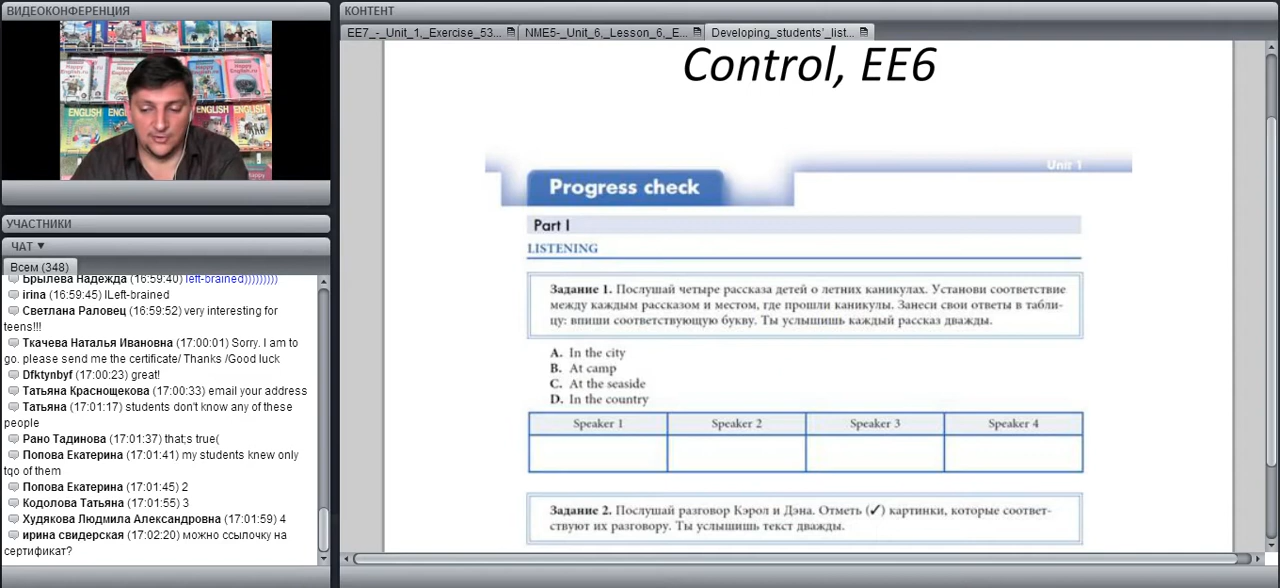 ВИДЕОКОНФЕРЕНЦИЯ
ENGLISH
УЧАСТНИКИ
ЧАТ ▼
Всем (348)
Брылева Надежда (16:59:40) left-brained)))))))))
irina (16:59:45) lLeft-brained
Светлана Раловец (16:59:52) very interesting for
teens!!!
Ткачева Наталья Ивановна (17:00:01) Sorry. I am to
go. please send me the certificate/ Thanks /Good luck
Dfktynbyf (17:00:23) great!
Татьяна Краснощекова (17:00:33) email your address
Татьяна (17:01:17) students don't know any of these
people
Рано Тадинова (17:01:37) that;s true(
Попова Екатерина (17:01:41) my students knew only
tqo of them
Попова Екатерина (17:01:45) 2
Кодолова Татьяна (17:01:55) 3
Худякова Людмила Александровна (17:01:59) 4
ирина свидерская (17:02:20) можно ссылочку на
сертификат?
КОНТЕНТ
EE7_-_Unit_1,_Exercise_53... NME5-_Unit_6,_Lesson_6,_E... Developing_students'_list...
Control, EE6
Unit 1
Progress check
Part I
LISTENING
Задание 1. Послушай четыре рассказа детей о летних каникулах. Установи соответствие
между каждым рассказом и местом, где прошли каникулы. Занеси свои ответы в табли-
цу: впиши соответствующую букву. Ты услышишь каждый рассказ дважды.
A. In the city
B. At camp
C. At the seaside
D. In the country
Speaker 1 Speaker 2 Speaker 3 Speaker 4
Задание 2. Послушай разговор Кэрол и Дэна. Отметь (✓) картинки, которые соответ-
ствуют их разговору. Ты услышишь текст дважды.